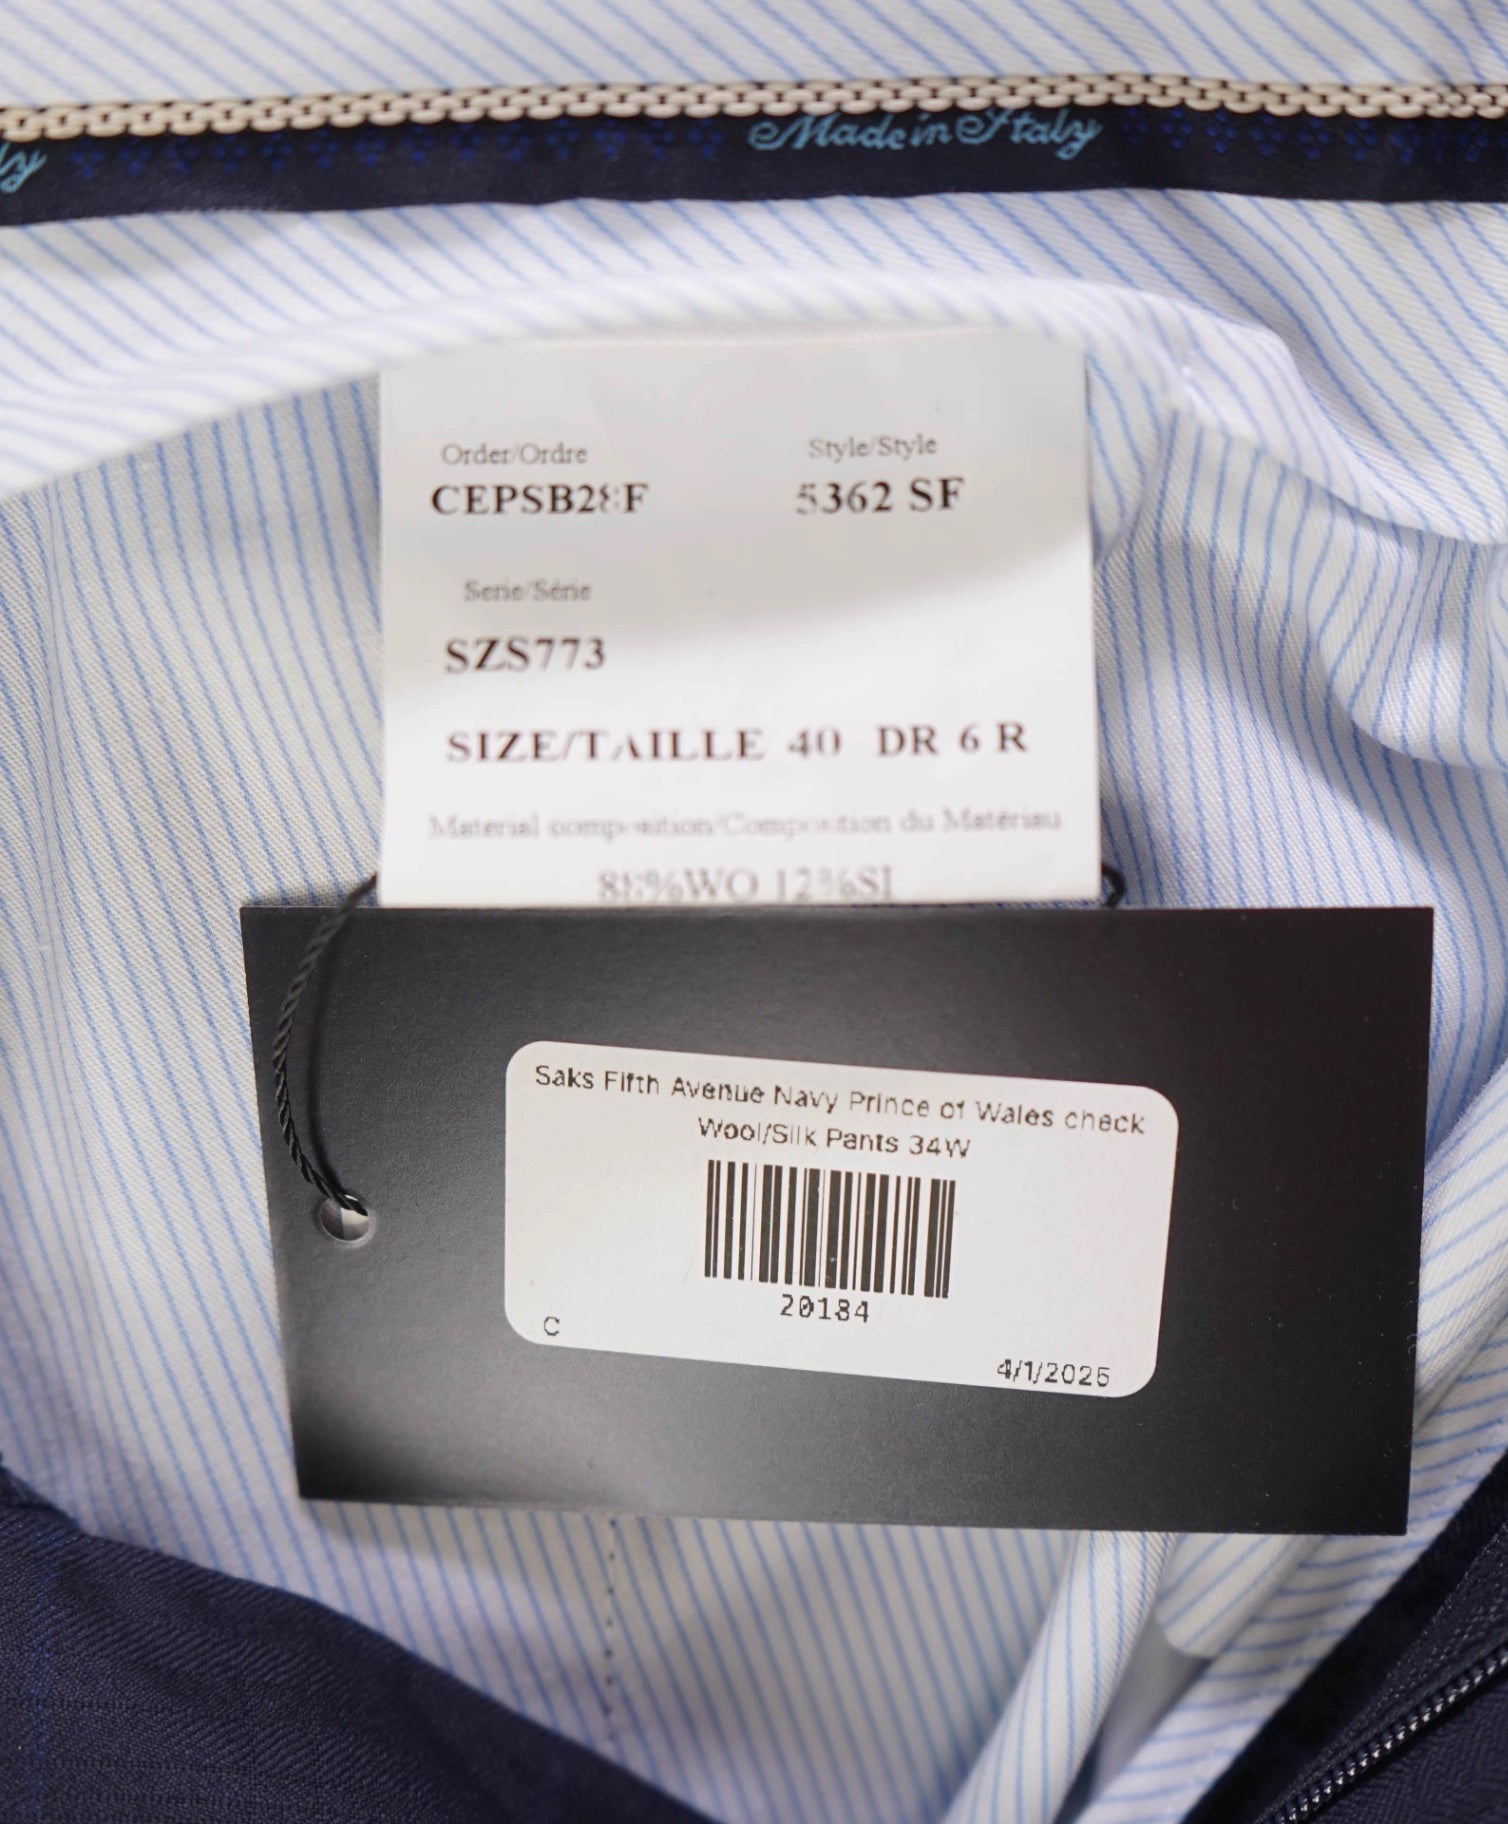 Made in Italy
ly
Order/Ordre
Style/Style
CEPSB28F
5362 SF
Serie/Série
SZS773
SIZE/TAILLE 40 DR 6 R
Material composition/Composition du Matériau
88%WO 12%SI
Saks Fifth Avenue Navy Prince of Wales check
Wool/Silk Pants 34W
20184
C
4/1/2025